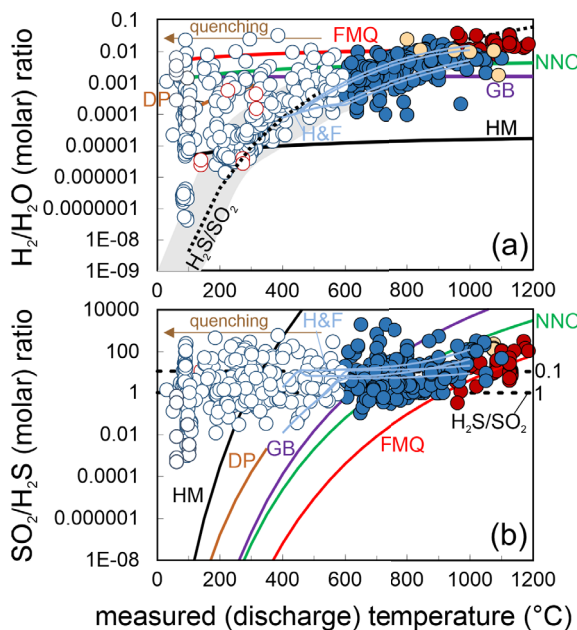 H₂/H₂O (molar) ratio
0.1
0.01
0.001
0.0001
0.00001
0.000001
0.0000001
1E-08
1E-09
quenching
FMQ
NNO
DP
GB
H&F
HM
H₂S/SO₂
(a)
0 200 400 600 800 1000 1200
SO₂/H₂S (molar) ratio
10000
100
1
0.01
0.0001
0.000001
1E-08
quenching
H&F
NNO
0.1
1
H₂S/SO₂
GB
DP
FMQ
HM
(b)
0 200 400 600 800 1000 1200
measured (discharge) temperature (°C)